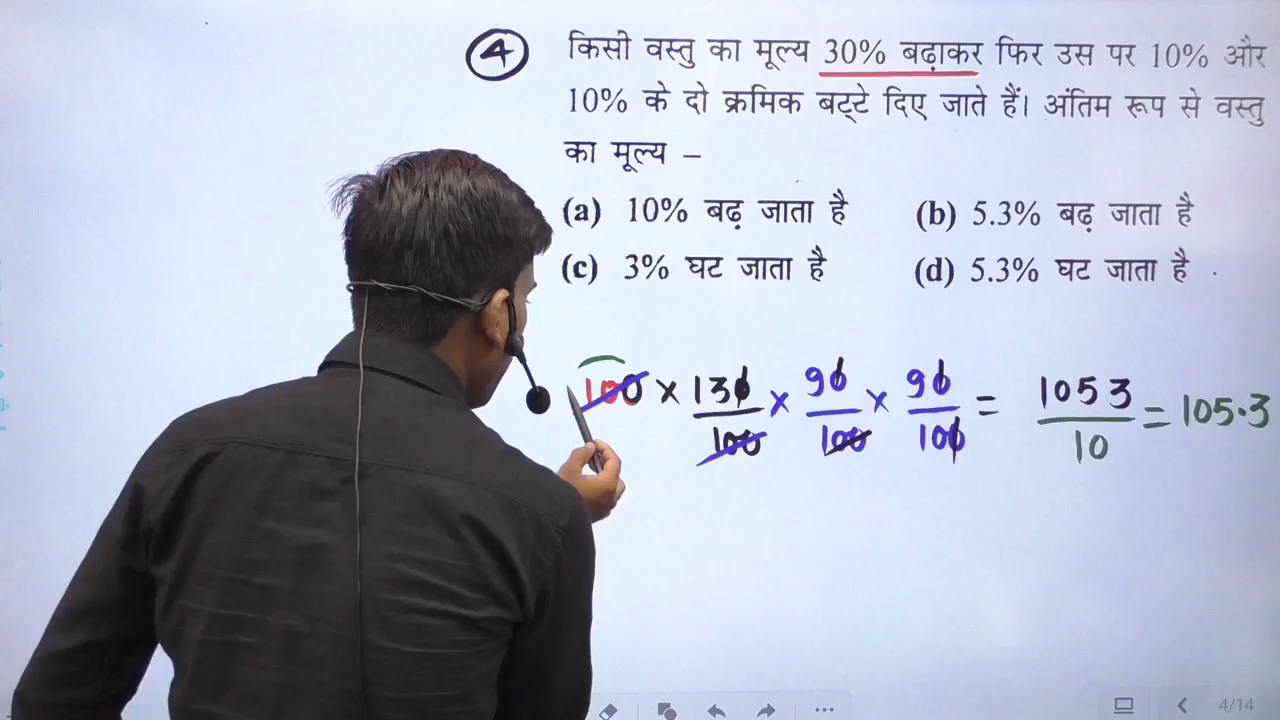 4 किसी वस्तु का मूल्य 30% बढ़ाकर फिर उस पर 10% और
10% के दो क्रमिक बट्टे दिए जाते हैं। अंतिम रूप से वस्तु
का मूल्य –
(a) 10% बढ़ जाता है (b) 5.3% बढ़ जाता है
(c) 3% घट जाता है (d) 5.3% घट जाता है
100 × 130/100 × 90/100 × 90/100 = 1053/10 = 105.3
4/14